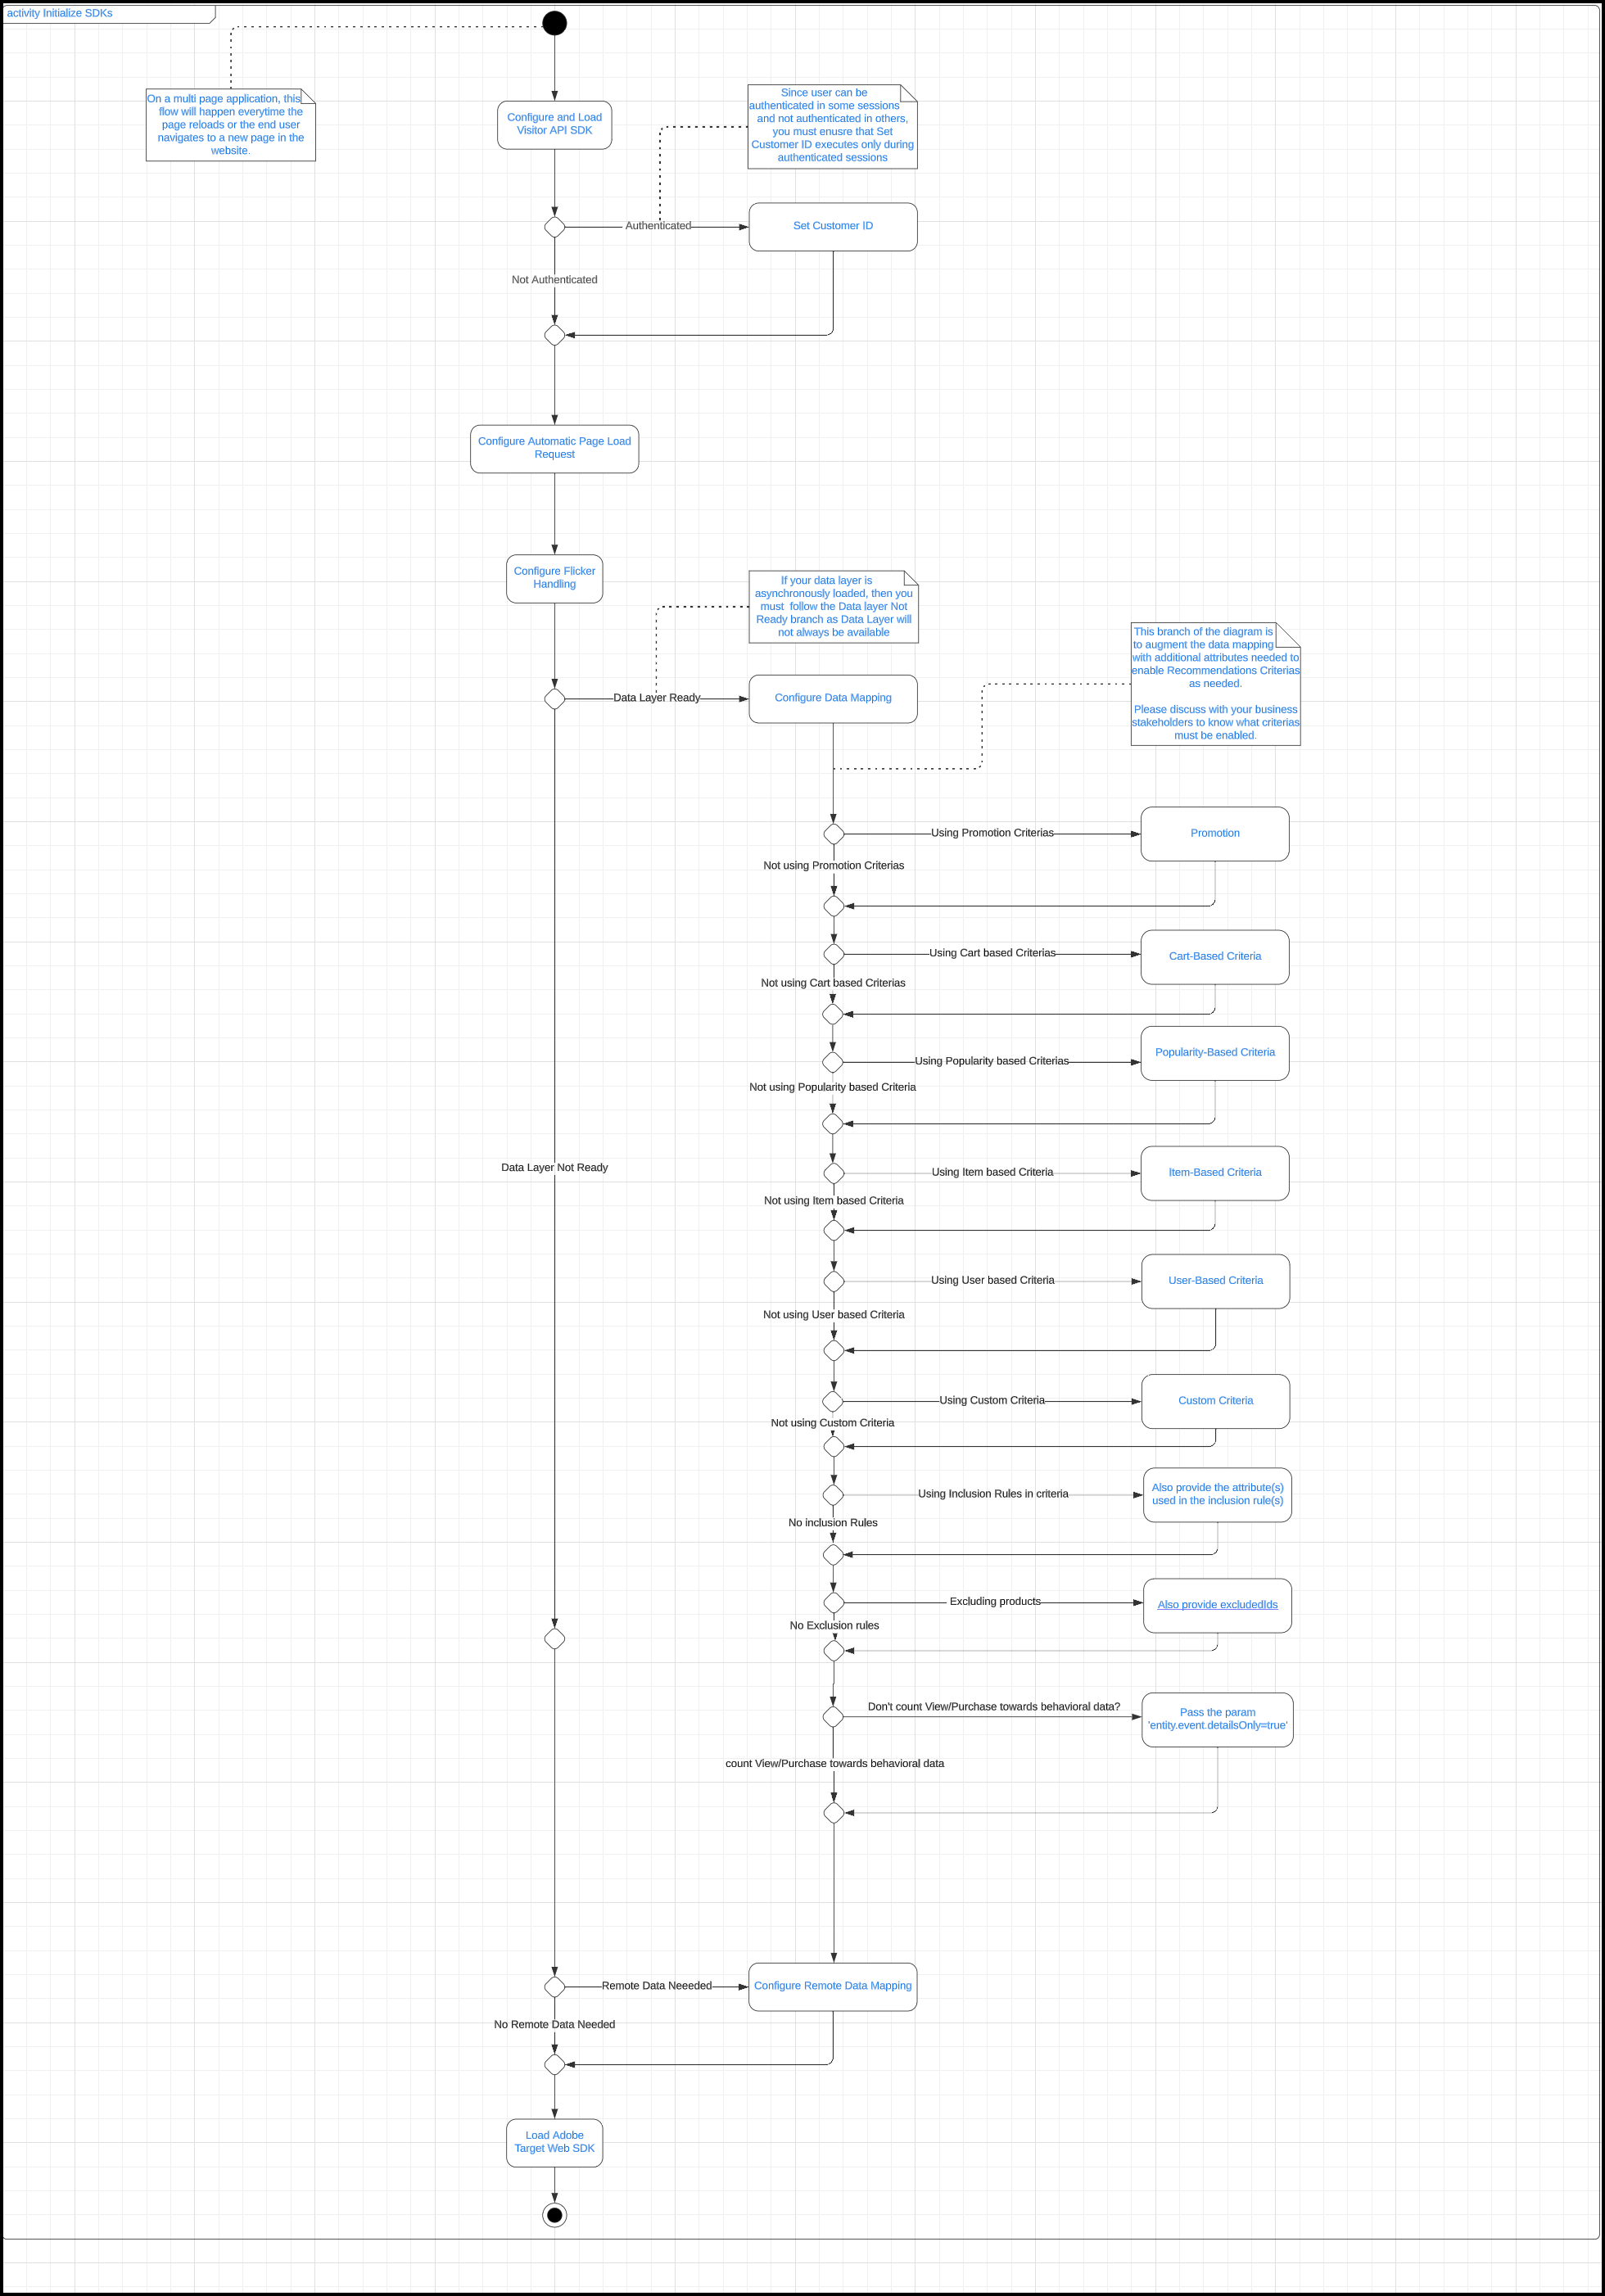 activity Initialize SDKs
On a multi page application, this
flow will happen everytime the
page reloads or the end user
navigates to a new page in the
website.
Configure and Load
Visitor API SDK
Since user can be
authenticated in some sessions
and not authenticated in others,
you must enusre that Set
Customer ID executes only during
authenticated sessions
Authenticated
Set Customer ID
Not Authenticated
Configure Automatic Page Load
Request
Configure Flicker
Handling
If your data layer is
asynchronously loaded, then you
must follow the Data layer Not
Ready branch as Data Layer will
not always be available
This branch of the diagram is
to augment the data mapping
with additional attributes needed to
enable Recommendations Criterias
as needed.
Please discuss with your business
stakeholders to know what criterias
must be enabled.
Data Layer Ready
Configure Data Mapping
Using Promotion Criterias
Promotion
Not using Promotion Criterias
Using Cart based Criterias
Cart-Based Criteria
Not using Cart based Criterias
Using Popularity based Criterias
Popularity-Based Criteria
Not using Popularity based Criteria
Data Layer Not Ready
Using Item based Criteria
Item-Based Criteria
Not using Item based Criteria
Using User based Criteria
User-Based Criteria
Not using User based Criteria
Using Custom Criteria
Custom Criteria
Not using Custom Criteria
Using Inclusion Rules in criteria
Also provide the attribute(s)
used in the inclusion rule(s)
No inclusion Rules
Excluding products
Also provide excludedIds
No Exclusion rules
Don't count View/Purchase towards behavioral data?
Pass the param
'entity.event.detailsOnly=true'
count View/Purchase towards behavioral data
Remote Data Neeeded
Configure Remote Data Mapping
No Remote Data Needed
Load Adobe
Target Web SDK